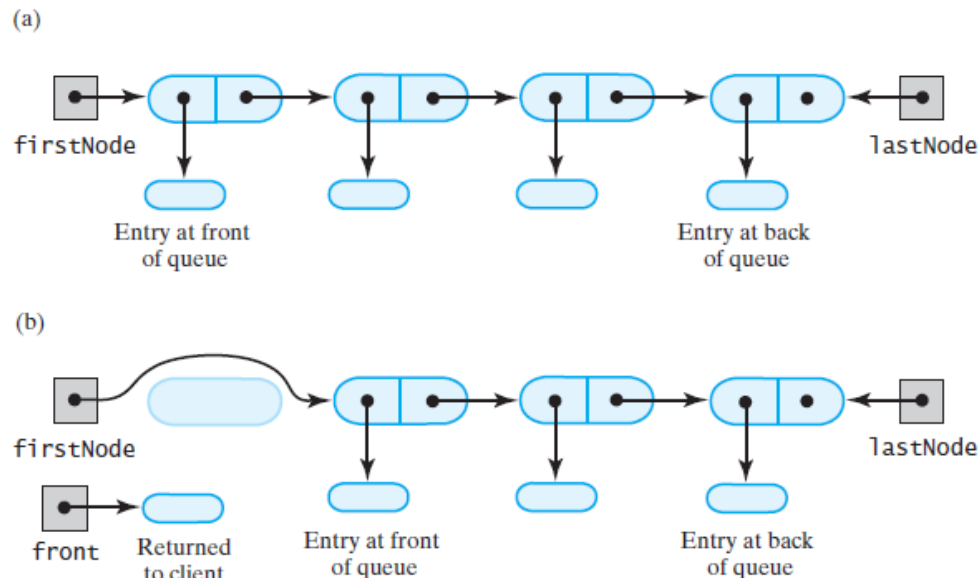 (a)
firstNode
lastNode
Entry at front
of queue
Entry at back
of queue
(b)
firstNode
lastNode
front
Returned
to client
Entry at front
of queue
Entry at back
of queue